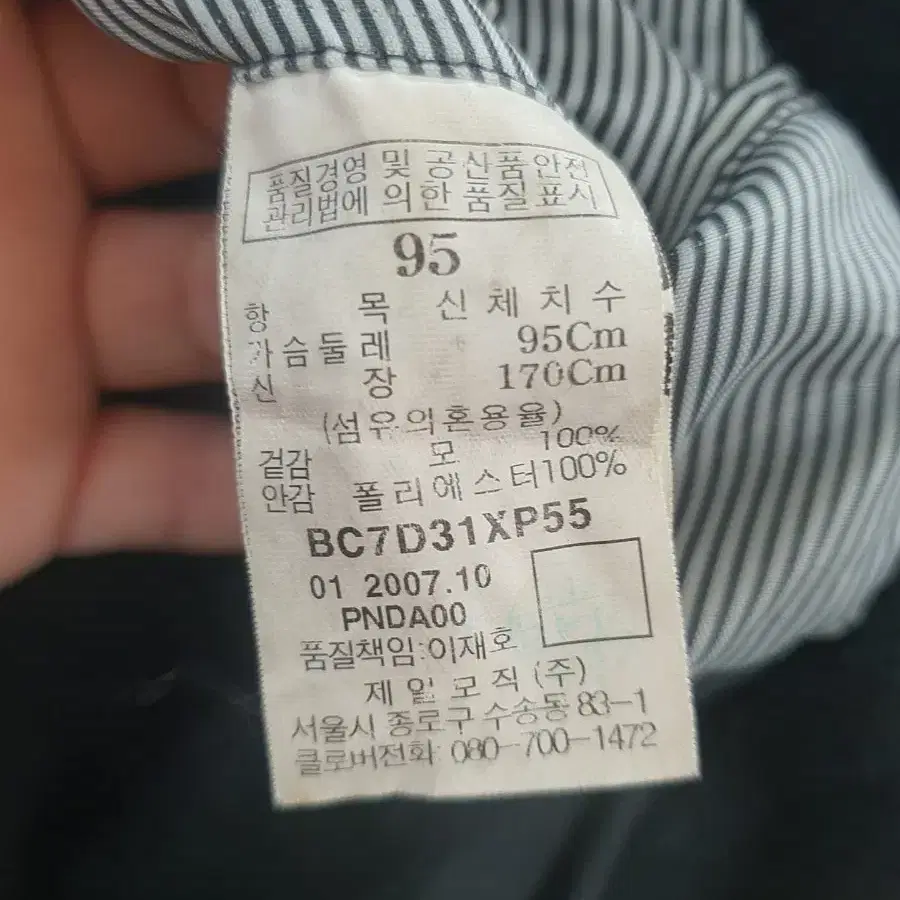 품질경영 및 공산품안전
관리법에 의한 품질표시
95
항 목 신 체 치 수
가 슴 둘 레 95Cm
신 장 170Cm
(섬유의혼용율)
겉감 모 100%
안감 폴리에스터100%
BC7D31XP55
01 2007.10
PNDA00
품질책임:이재호
제 일 모 직 (주)
서울시 종로구 수송동 83-1
클로버전화 080-700-1472